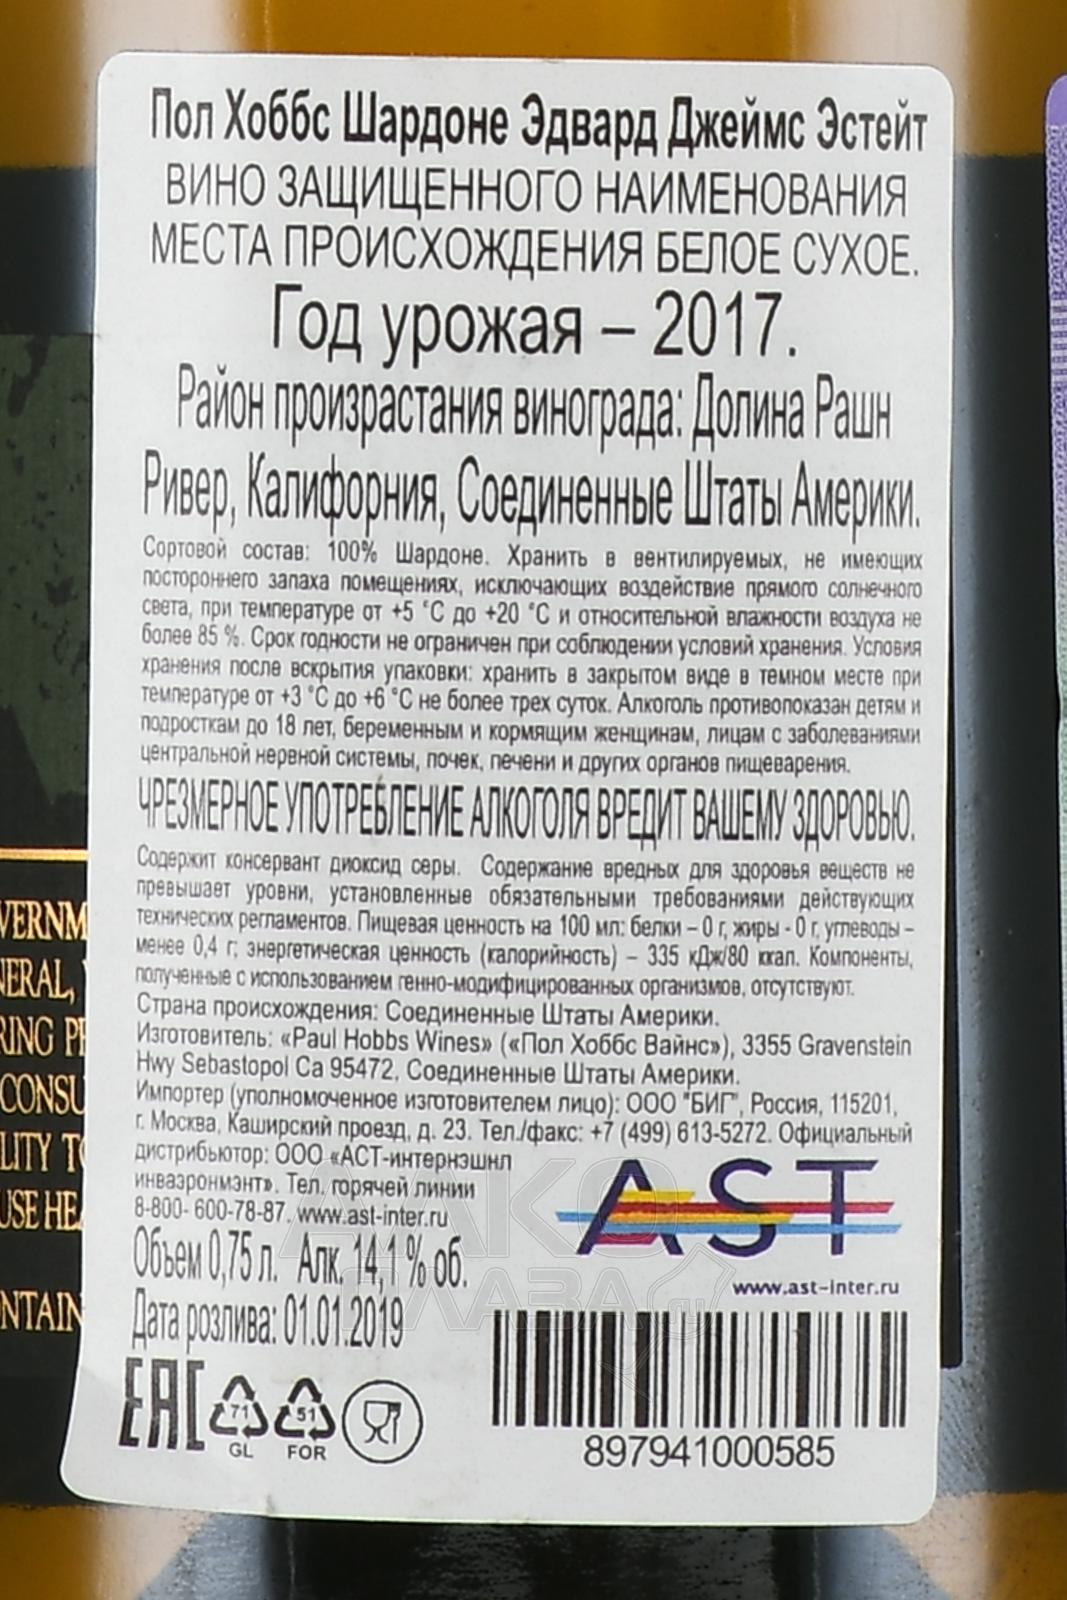 Пол Хоббс Шардоне Эдвард Джеймс Эстейт
ВИНО ЗАЩИЩЕННОГО НАИМЕНОВАНИЯ
МЕСТА ПРОИСХОЖДЕНИЯ БЕЛОЕ СУХОЕ.
Год урожая – 2017.
Район произрастания винограда: Долина Рашн
Ривер, Калифорния, Соединенные Штаты Америки.
Сортовой состав: 100% Шардоне. Хранить в вентилируемых, не имеющих
постороннего запаха помещениях, исключающих воздействие прямого солнечного
света, при температуре от +5 °С до +20 °С и относительной влажности воздуха не
более 85 %. Срок годности не ограничен при соблюдении условий хранения. Условия
хранения после вскрытия упаковки: хранить в закрытом виде в темном месте при
температуре от +3 °С до +6 °С не более трех суток. Алкоголь противопоказан детям и
подросткам до 18 лет, беременным и кормящим женщинам, лицам с заболеваниями
центральной нервной системы, почек, печени и других органов пищеварения.
ЧРЕЗМЕРНОЕ УПОТРЕБЛЕНИЕ АЛКОГОЛЯ ВРЕДИТ ВАШЕМУ ЗДОРОВЬЮ.
Содержит консервант диоксид серы. Содержание вредных для здоровья веществ не
превышает уровни, установленные обязательными требованиями действующих
технических регламентов. Пищевая ценность на 100 мл: белки – 0 г, жиры - 0 г, углеводы –
менее 0,4 г; энергетическая ценность (калорийность) – 335 кДж/80 ккал. Компоненты,
полученные с использованием генно-модифицированных организмов, отсутствуют.
Страна происхождения: Соединенные Штаты Америки.
Изготовитель: «Paul Hobbs Wines» («Пол Хоббс Вайнс»), 3355 Gravenstein
Hwy Sebastopol Ca 95472, Соединенные Штаты Америки.
Импортер (уполномоченное изготовителем лицо): ООО "БИГ", Россия, 115201,
г. Москва, Каширский проезд, д. 23. Тел./факс: +7 (499) 613-5272. Официальный
дистрибьютор: ООО «АСТ-интернэшнл
инваэронмэнт». Тел. горячей линии
8-800- 600-78-87. www.ast-inter.ru
AST
www.ast-inter.ru
Объем 0,75 л. Алк. 14,1 % об.
Дата розлива: 01.01.2019
EAC
71
GL
51
FOR
897941000585
VERNM
NERAL,
RING PR
CONSU
LITY TO
USE HEA
ONTAIN
АЛКО
ПЛАЗА.ru